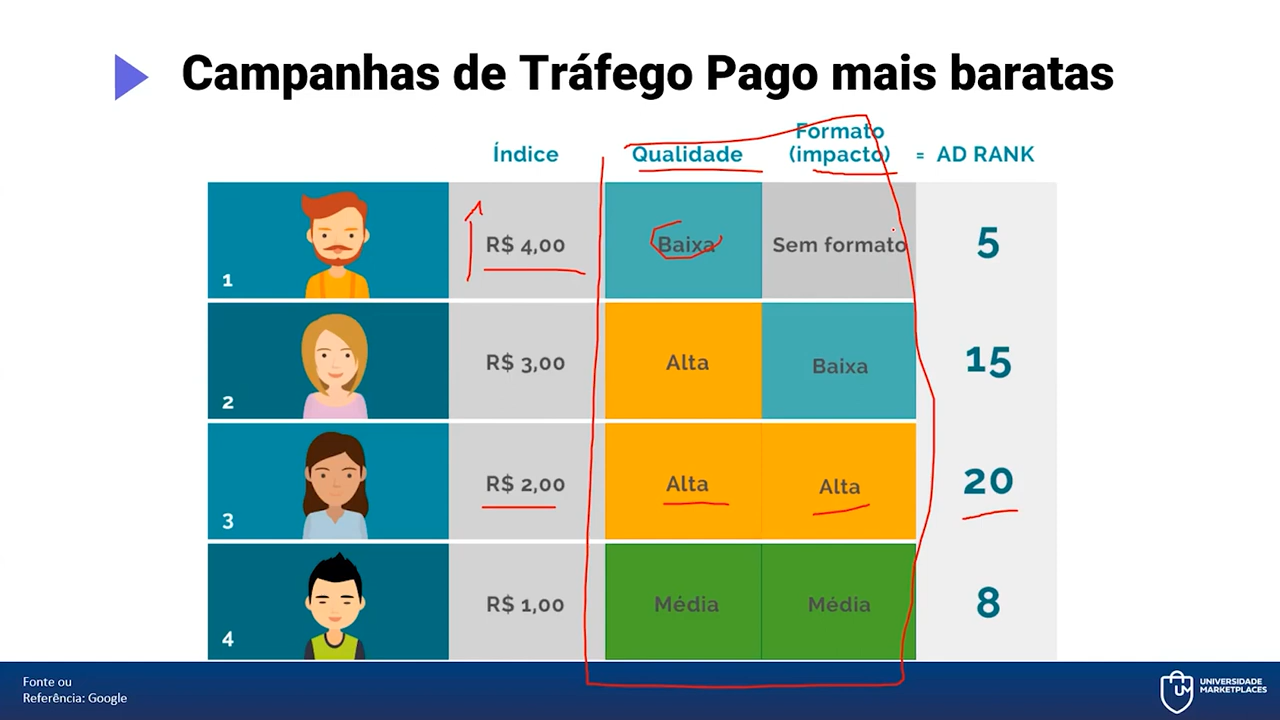 Campanhas de Tráfego Pago mais baratas
Índice
Qualidade
Formato
(impacto)
= AD RANK
1
R$ 4,00
Baixa
Sem formato
5
2
R$ 3,00
Alta
Baixa
15
3
R$ 2,00
Alta
Alta
20
4
R$ 1,00
Média
Média
8
Fonte ou
Referência: Google
UM
UNIVERSIDADE
MARKETPLACES